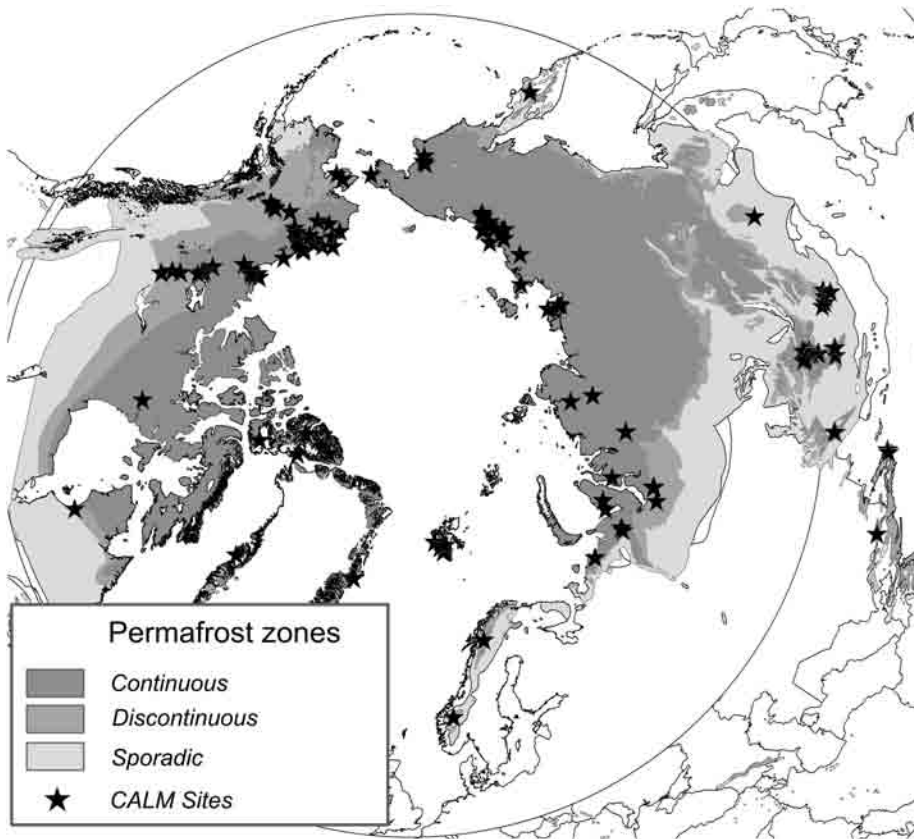 Permafrost zones
Continuous
Discontinuous
Sporadic
CALM Sites